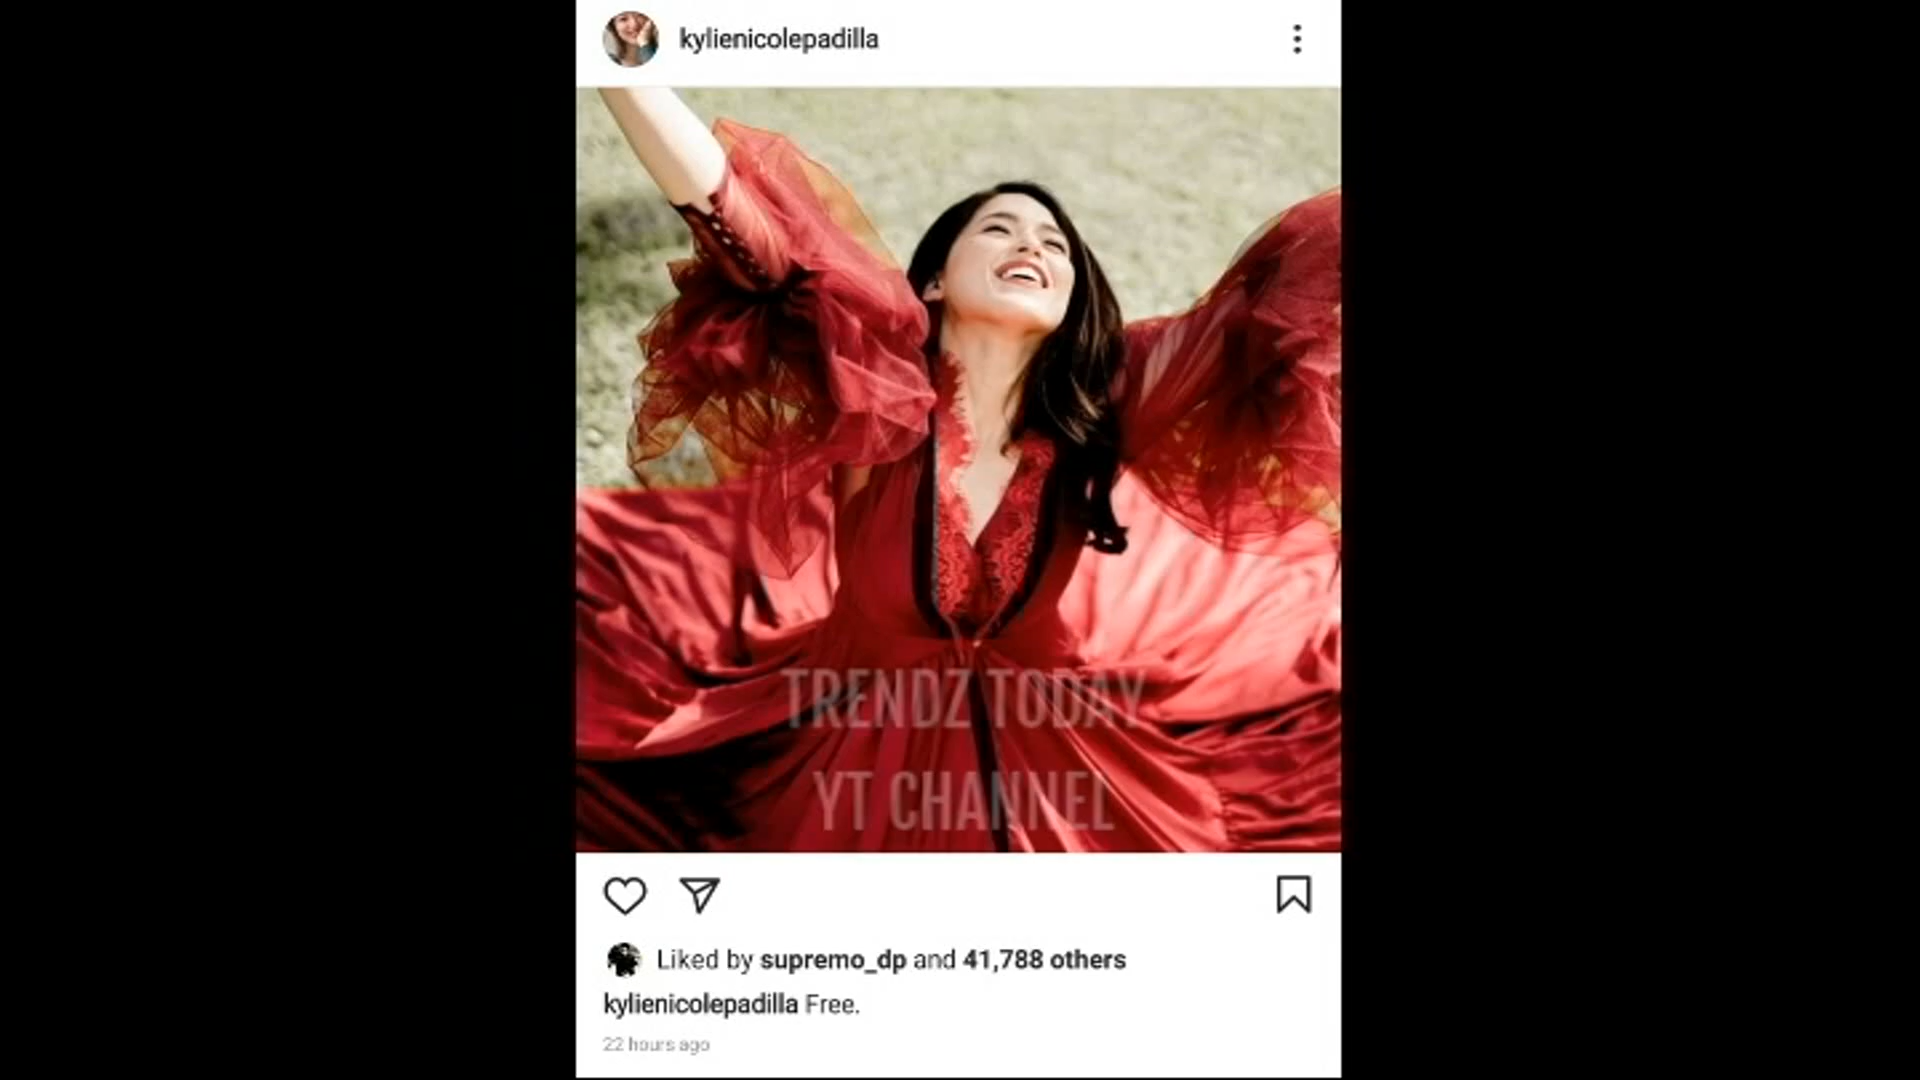 kylienicolepadilla
TRENDZ TODAY
YT CHANNEL
Liked by supremo_dp and 41,788 others
kylienicolepadilla Free.
22 hours ago